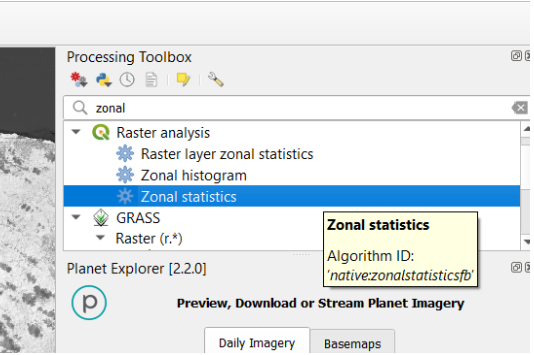 Processing Toolbox
zonal
Raster analysis
Raster layer zonal statistics
Zonal histogram
Zonal statistics
GRASS
Raster (r.*)
Zonal statistics
Algorithm ID:
'native:zonalstatisticsfb'
Planet Explorer [2.2.0]
p
Preview, Download or Stream Planet Imagery
Daily Imagery
Basemaps